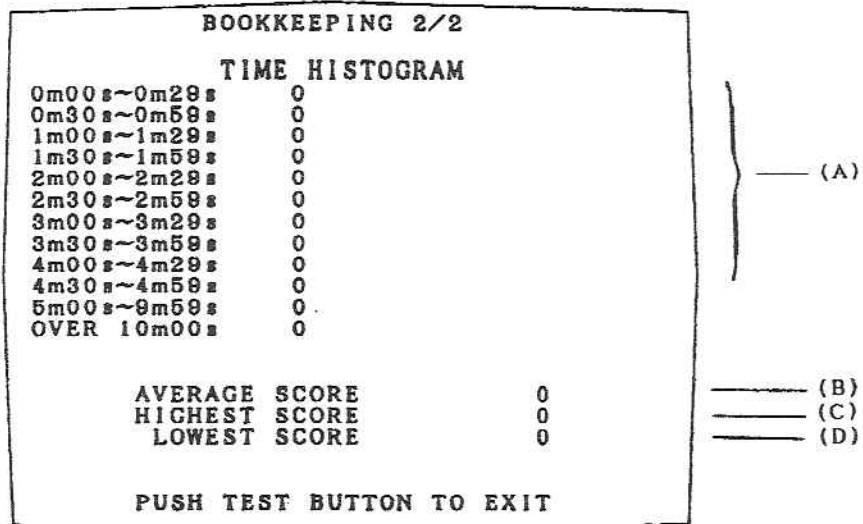 BOOKKEEPING 2/2
TIME HISTOGRAM
0m00s~0m29s 0
0m30s~0m59s 0
1m00s~1m29s 0
1m30s~1m59s 0
2m00s~2m29s 0
2m30s~2m59s 0
3m00s~3m29s 0
3m30s~3m59s 0
4m00s~4m29s 0
4m30s~4m59s 0
5m00s~9m59s 0
OVER 10m00s 0
(A)
AVERAGE SCORE 0 (B)
HIGHEST SCORE 0 (C)
LOWEST SCORE 0 (D)
PUSH TEST BUTTON TO EXIT